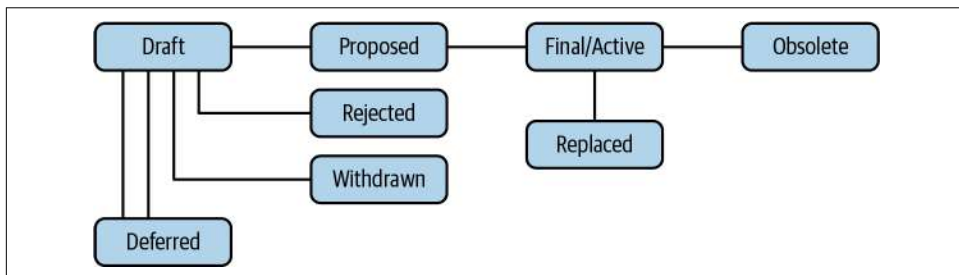 Draft
Proposed
Final/Active
Obsolete
Rejected
Replaced
Withdrawn
Deferred